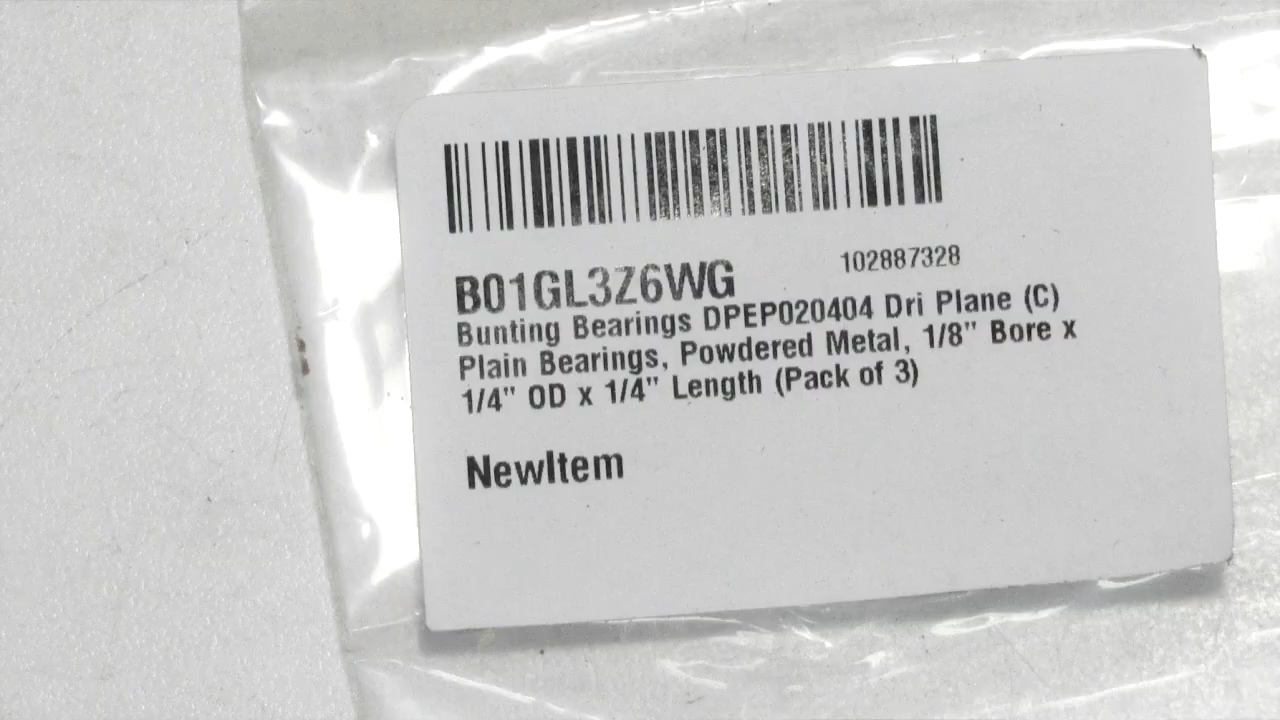 B01GL3Z6WG 102887328
Bunting Bearings DPEP020404 Dri Plane (C)
Plain Bearings, Powdered Metal, 1/8" Bore x
1/4" OD x 1/4" Length (Pack of 3)
NewItem